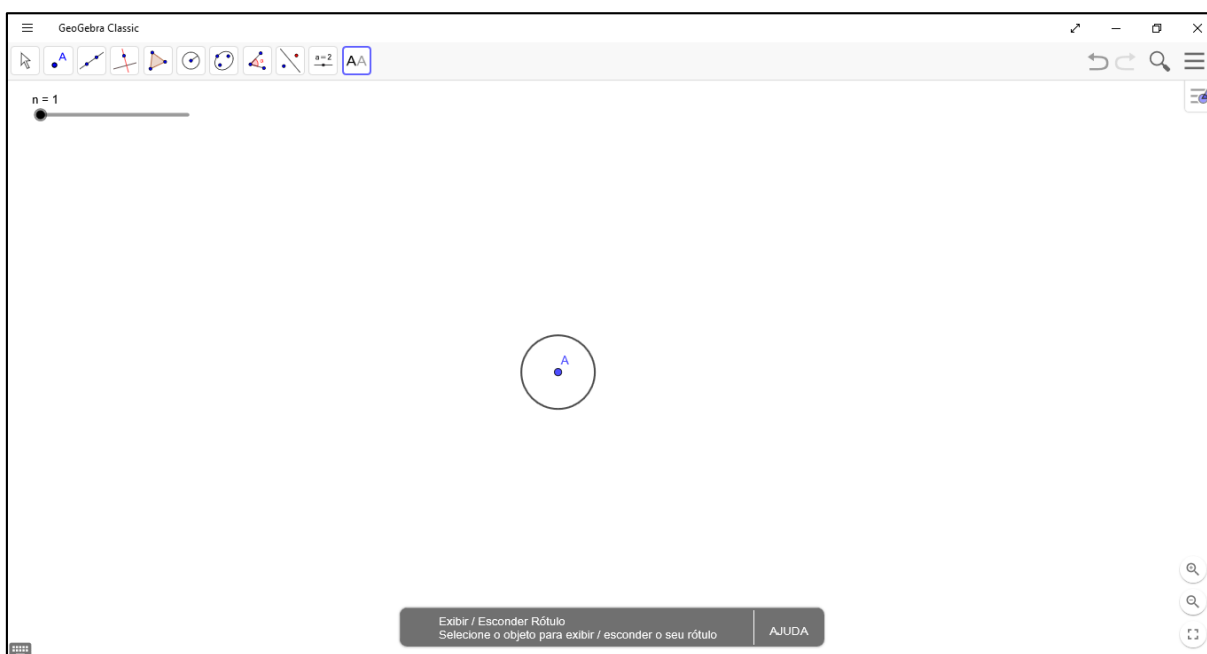 GeoGebra Classic
A
a=2
AA
n = 1
A
Exibir / Esconder Rótulo
Selecione o objeto para exibir / esconder o seu rótulo
AJUDA